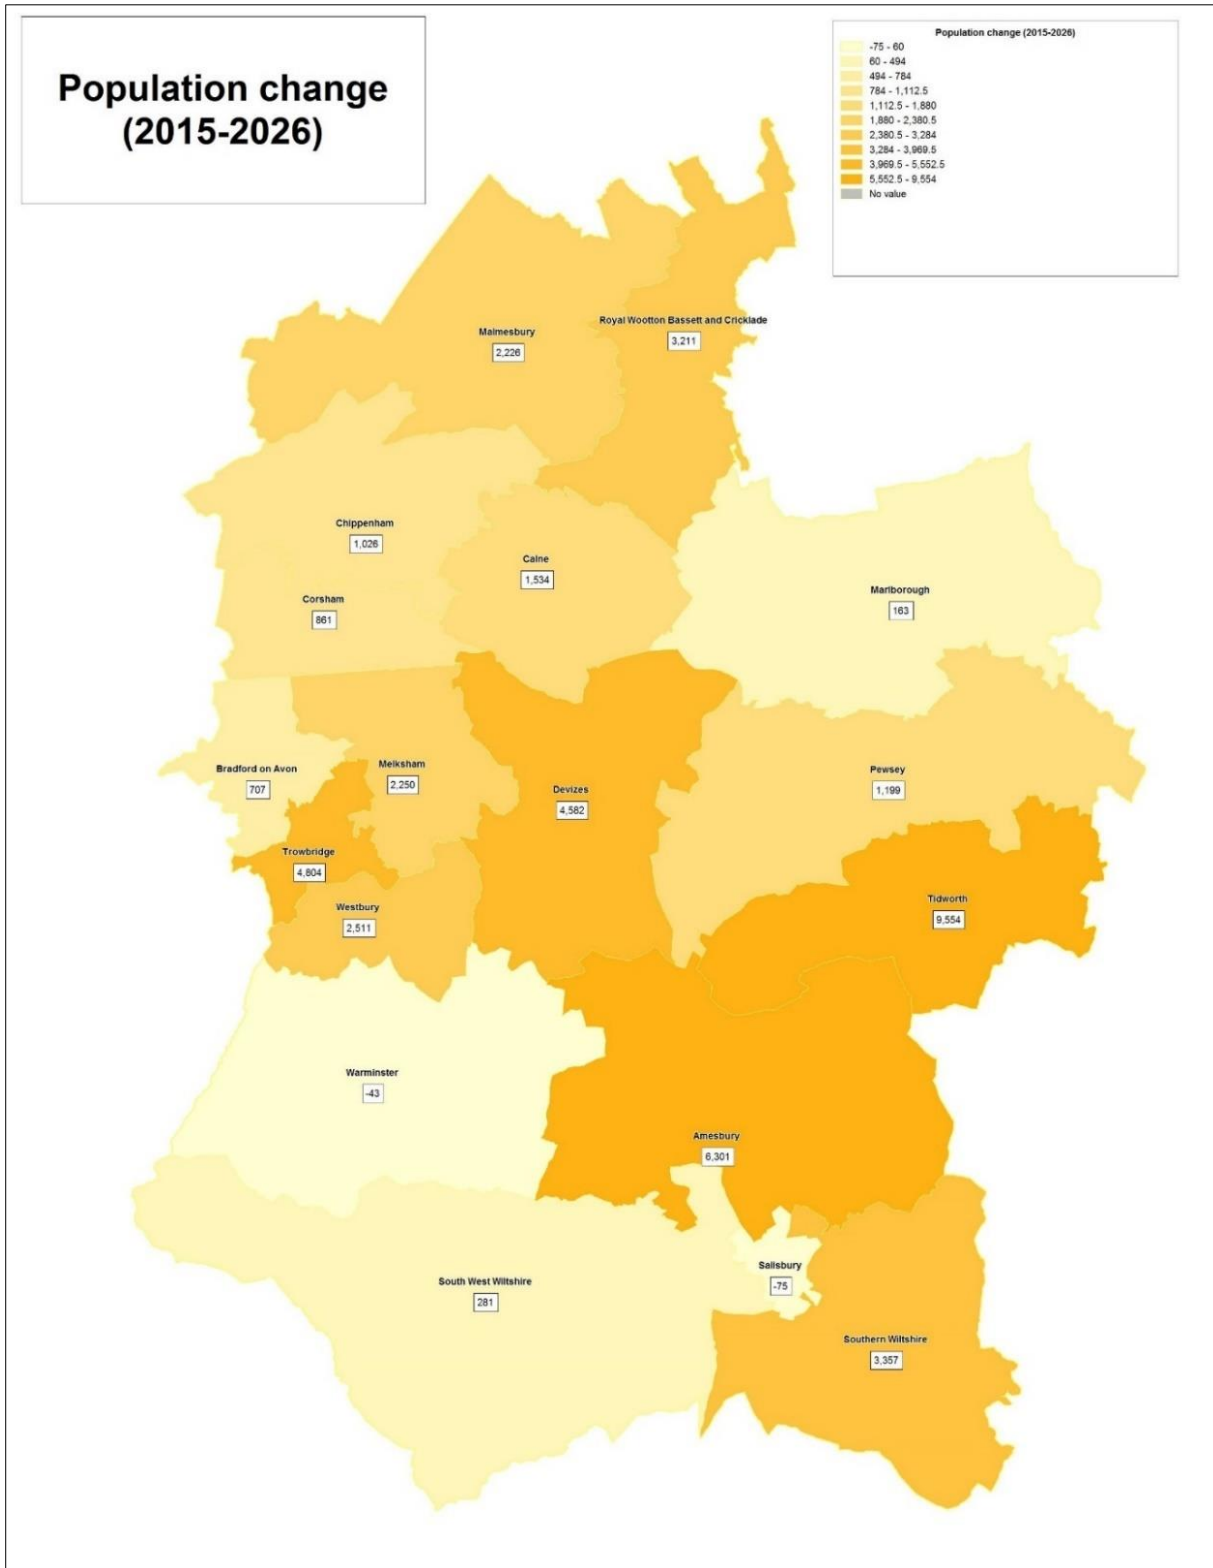 Population change
(2015-2026)
Population change (2015-2026)
-75 - 60
60 - 494
494 - 784
784 - 1,112.5
1,112.5 - 1,880
1,880 - 2,380.5
2,380.5 - 3,284
3,284 - 3,969.5
3,969.5 - 5,552.5
5,552.5 - 9,554
No value
Royal Wootton Bassett and Cricklade
3,211
Malmesbury
2,226
Chippenham
1,026
Calne
1,534
Corsham
861
Marlborough
163
Bradford on Avon
707
Melksham
2,250
Devizes
4,582
Pewsey
1,199
Trowbridge
4,804
Westbury
2,511
Tidworth
9,554
Warminster
-43
Amesbury
6,301
Salisbury
-75
South West Wiltshire
281
Southern Wiltshire
3,357